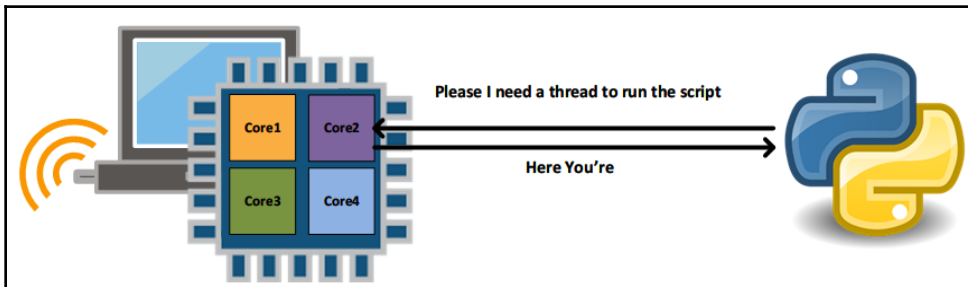 Please I need a thread to run the script
Core1 Core2
Here You're
Core3 Core4